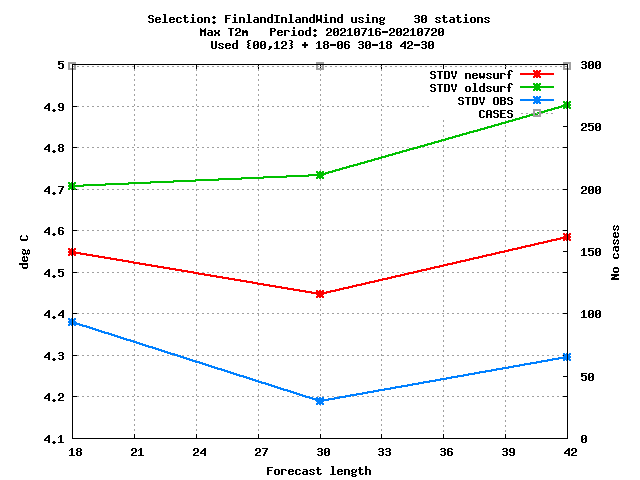 Selection: FinlandInlandWind using    30 stations
Max T2m   Period: 20210716-20210720
Used {00,12} + 18-06 30-18 42-30
STDV newsurf
STDV oldsurf
STDV OBS
CASES
5
4.9
4.8
4.7
4.6
4.5
4.4
4.3
4.2
4.1
deg C
300
250
200
150
100
50
0
No cases
18 21 24 27 30 33 36 39 42
Forecast length